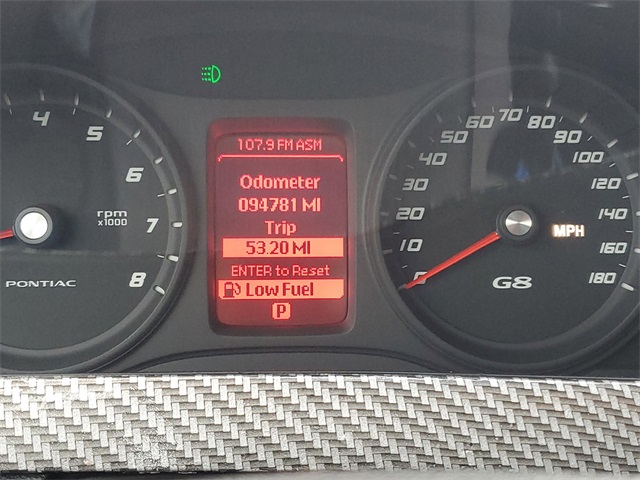 107.9 FM ASM
Odometer
094781 MI
Trip
53.20 MI
ENTER to Reset
Low Fuel
P
4
5
6
7
8
rpm
x1000
PONTIAC
0
10
20
30
40
50
60
70
80
90
100
120
140
160
180
MPH
G8